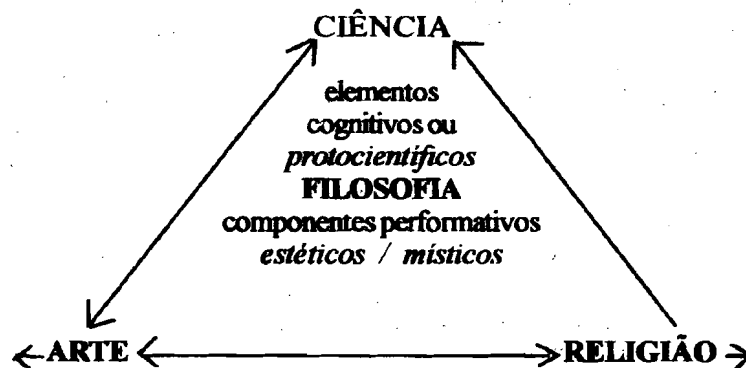 CIÊNCIA
elementos
cognitivos ou
protocientíficos
FILOSOFIA
componentes performativos
estéticos / místicos
ARTE RELIGIÃO